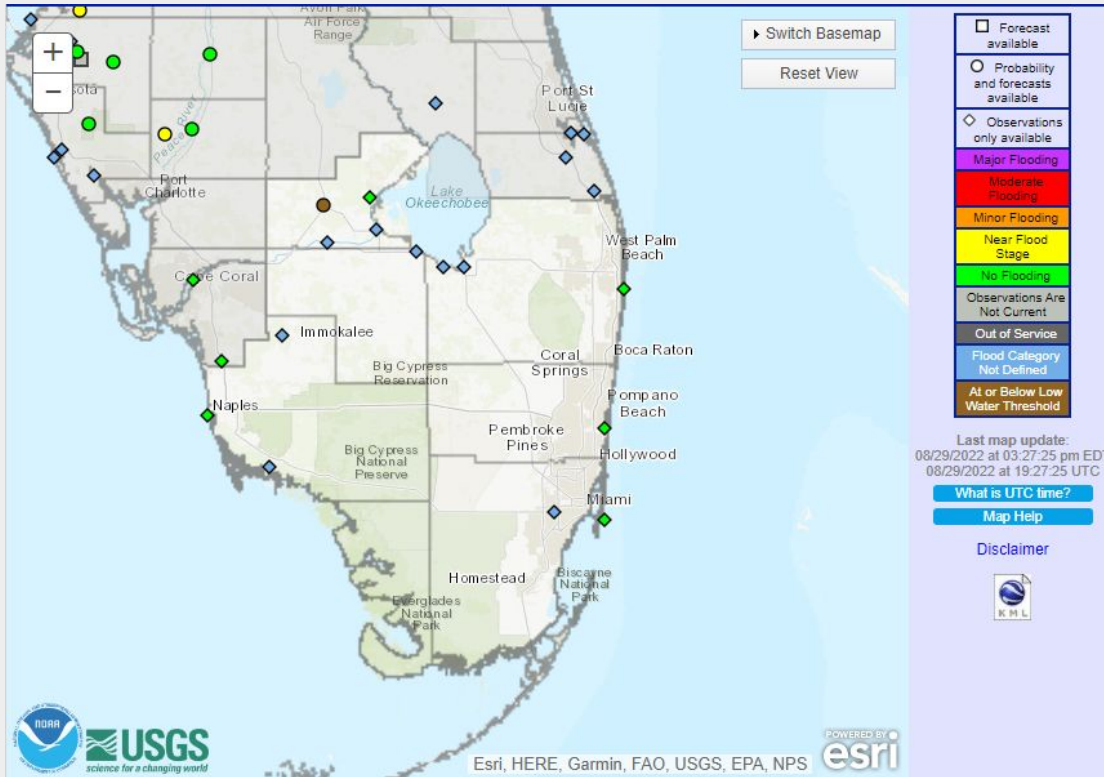 Avon Park
Air Force
Range
+
−
sota
Switch Basemap
Reset View
Port St
Lucie
Peace River
Port
Charlotte
Lake
Okeechobee
West Palm
Beach
Cape Coral
Immokalee
Coral
Springs
Boca Raton
Big Cypress
Reservation
Pompano
Beach
Naples
Pembroke
Pines
Hollywood
Big Cypress
National
Preserve
Miami
Homestead
Biscayne
National
Park
Everglades
National
Park
NOAA
USGS
science for a changing world
Esri, HERE, Garmin, FAO, USGS, EPA, NPS
POWERED BY
esri
Forecast
available
Probability
and forecasts
available
Observations
only available
Major Flooding
Moderate
Flooding
Minor Flooding
Near Flood
Stage
No Flooding
Observations Are
Not Current
Out of Service
Flood Category
Not Defined
At or Below Low
Water Threshold
Last map update:
08/29/2022 at 03:27:25 pm EDT
08/29/2022 at 19:27:25 UTC
What is UTC time?
Map Help
Disclaimer
KML